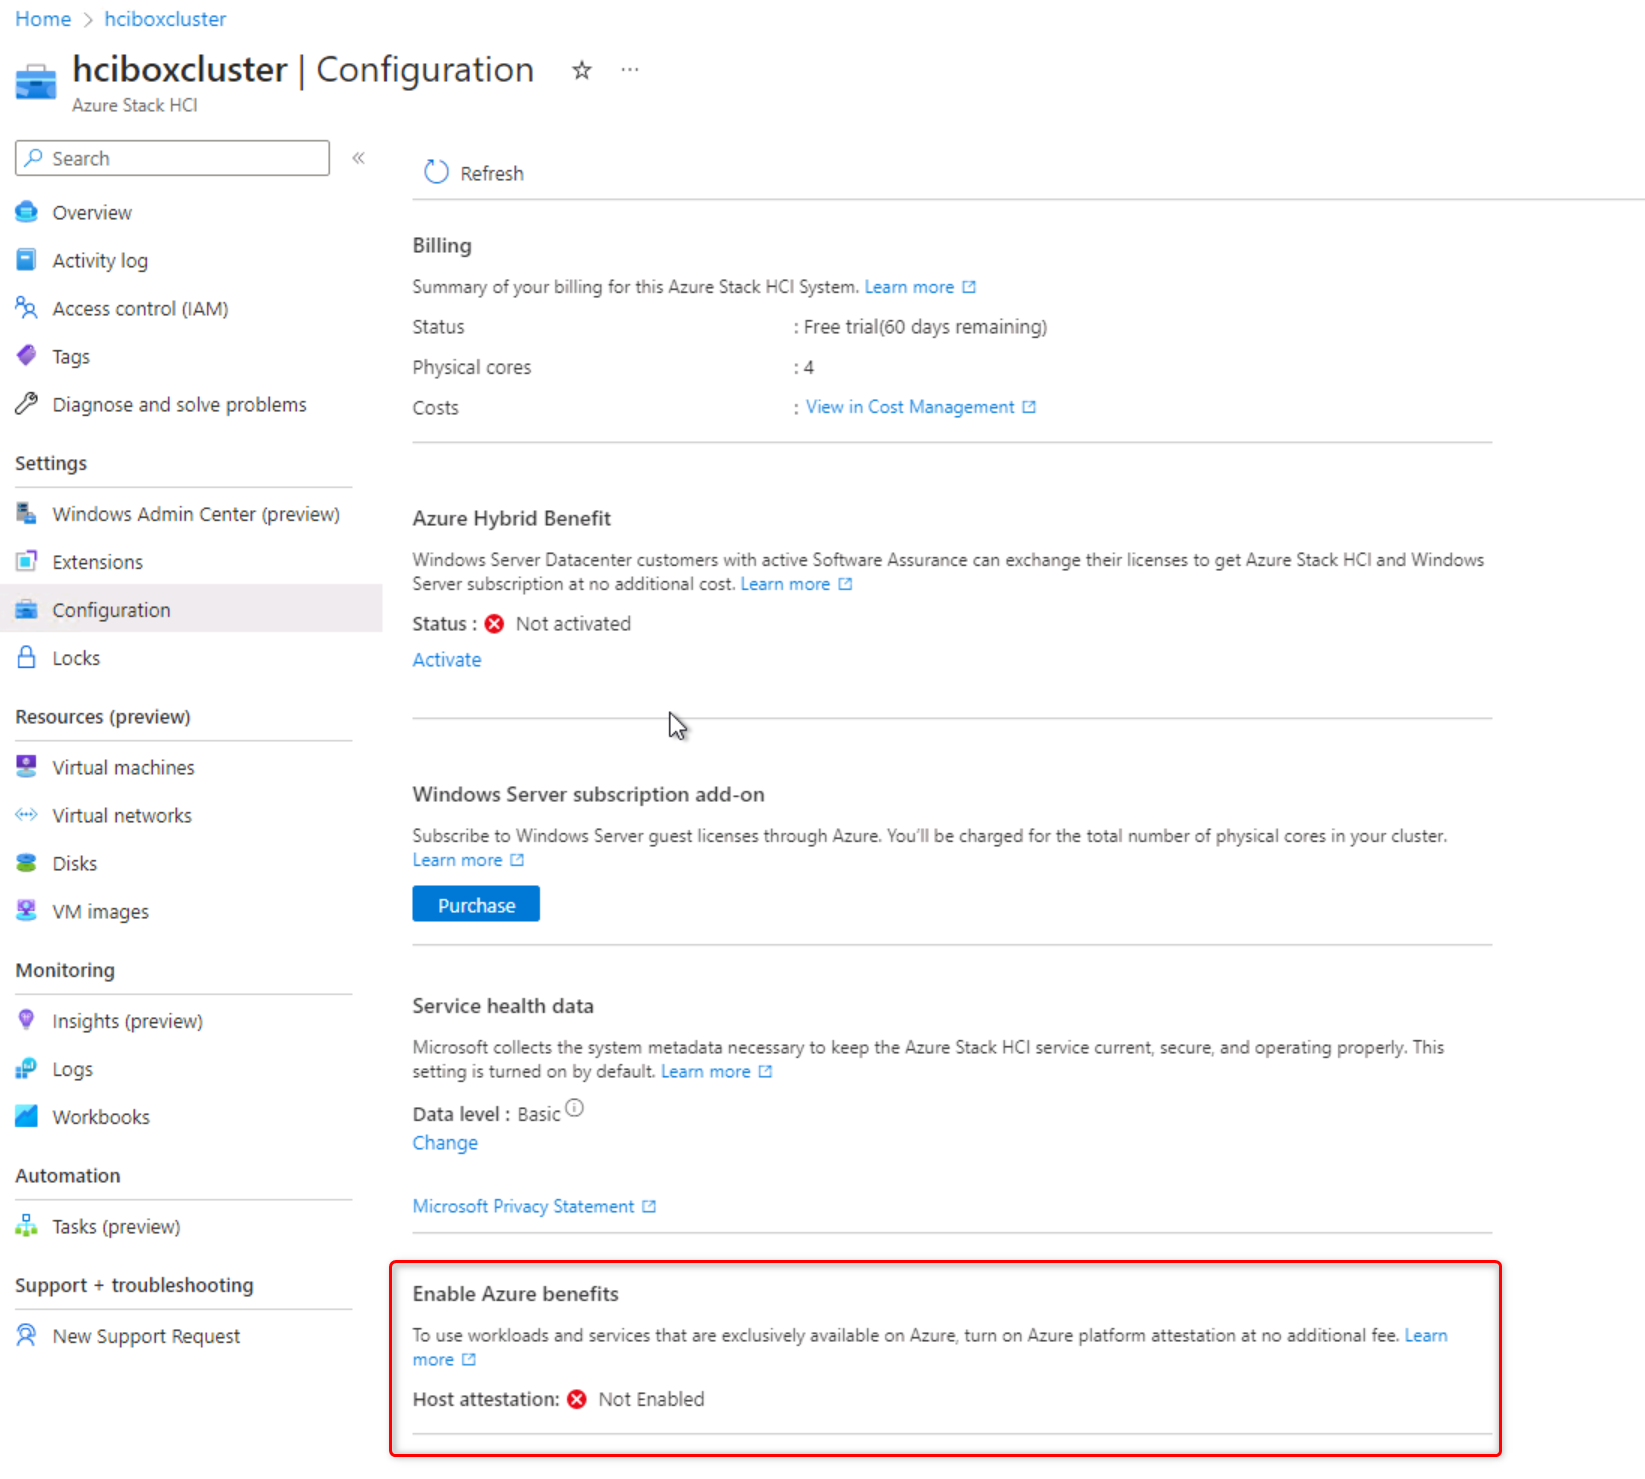 Home > hciboxcluster
hciboxcluster | Configuration ☆ ...
Azure Stack HCI
Search «
Overview
Activity log
Access control (IAM)
Tags
Diagnose and solve problems
Settings
Windows Admin Center (preview)
Extensions
Configuration
Locks
Resources (preview)
Virtual machines
Virtual networks
Disks
VM images
Monitoring
Insights (preview)
Logs
Workbooks
Automation
Tasks (preview)
Support + troubleshooting
New Support Request
Refresh
Billing
Summary of your billing for this Azure Stack HCI System. Learn more
Status : Free trial(60 days remaining)
Physical cores : 4
Costs : View in Cost Management
Azure Hybrid Benefit
Windows Server Datacenter customers with active Software Assurance can exchange their licenses to get Azure Stack HCI and Windows
Server subscription at no additional cost. Learn more
Status : Not activated
Activate
Windows Server subscription add-on
Subscribe to Windows Server guest licenses through Azure. You'll be charged for the total number of physical cores in your cluster.
Learn more
Purchase
Service health data
Microsoft collects the system metadata necessary to keep the Azure Stack HCI service current, secure, and operating properly. This
setting is turned on by default. Learn more
Data level : Basic
Change
Microsoft Privacy Statement
Enable Azure benefits
To use workloads and services that are exclusively available on Azure, turn on Azure platform attestation at no additional fee. Learn
more
Host attestation: Not Enabled